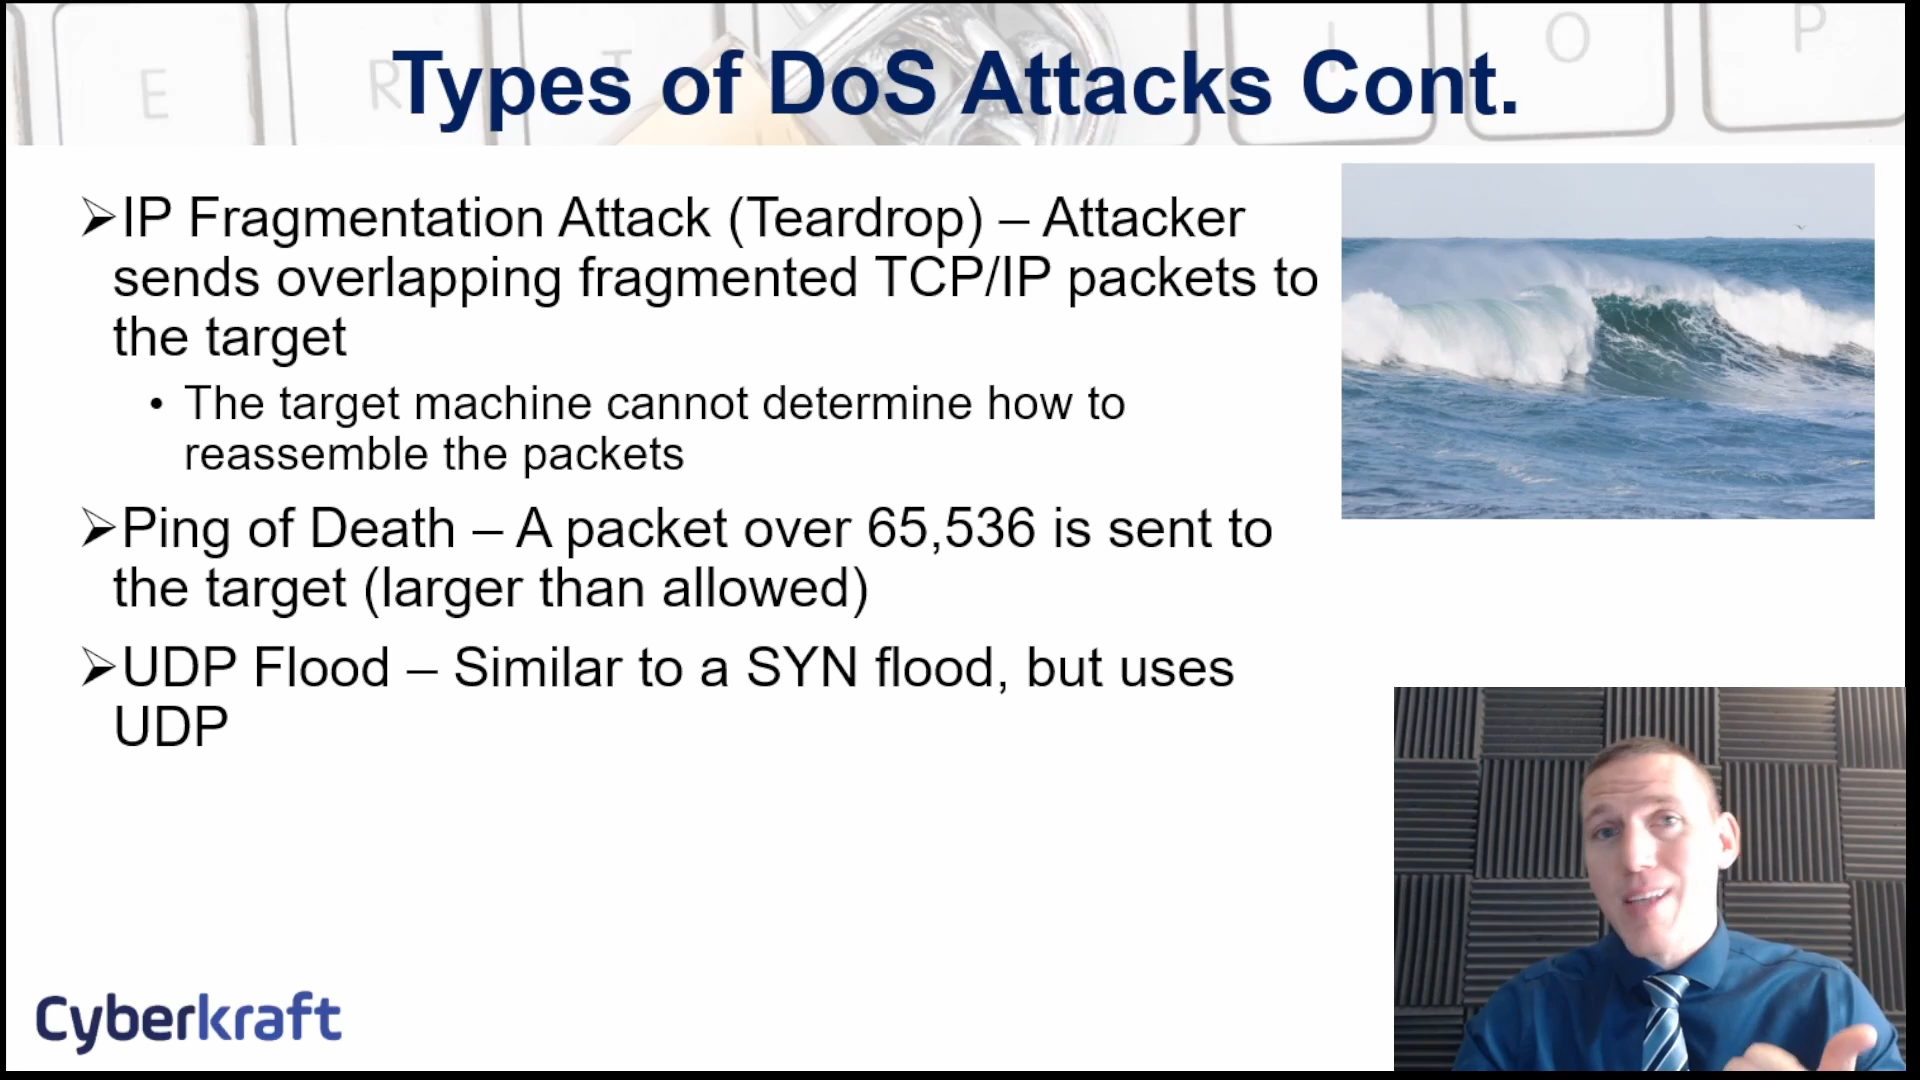 Types of DoS Attacks Cont.
E R T I O P
➢IP Fragmentation Attack (Teardrop) – Attacker
sends overlapping fragmented TCP/IP packets to
the target
• The target machine cannot determine how to
reassemble the packets
➢Ping of Death – A packet over 65,536 is sent to
the target (larger than allowed)
➢UDP Flood – Similar to a SYN flood, but uses
UDP
Cyberkraft